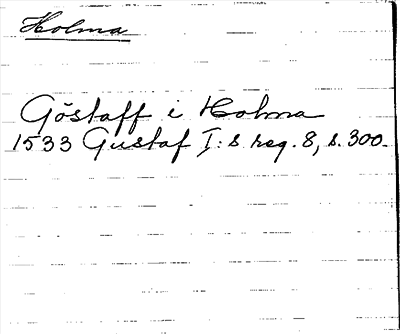 Holma
Göstaff i Holma
1533 Gustaf I:s reg. 8, s. 300.